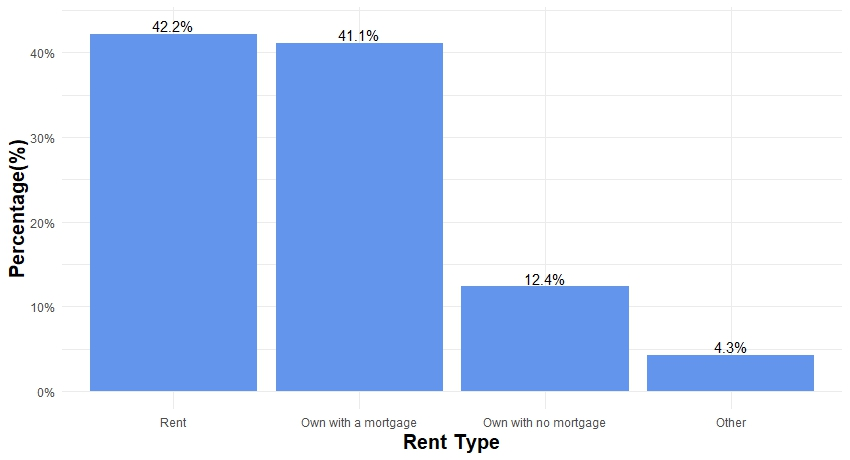 42.2%
41.1%
12.4%
4.3%
40%
30%
20%
10%
0%
Percentage(%)
Rent
Own with a mortgage
Own with no mortgage
Other
Rent Type